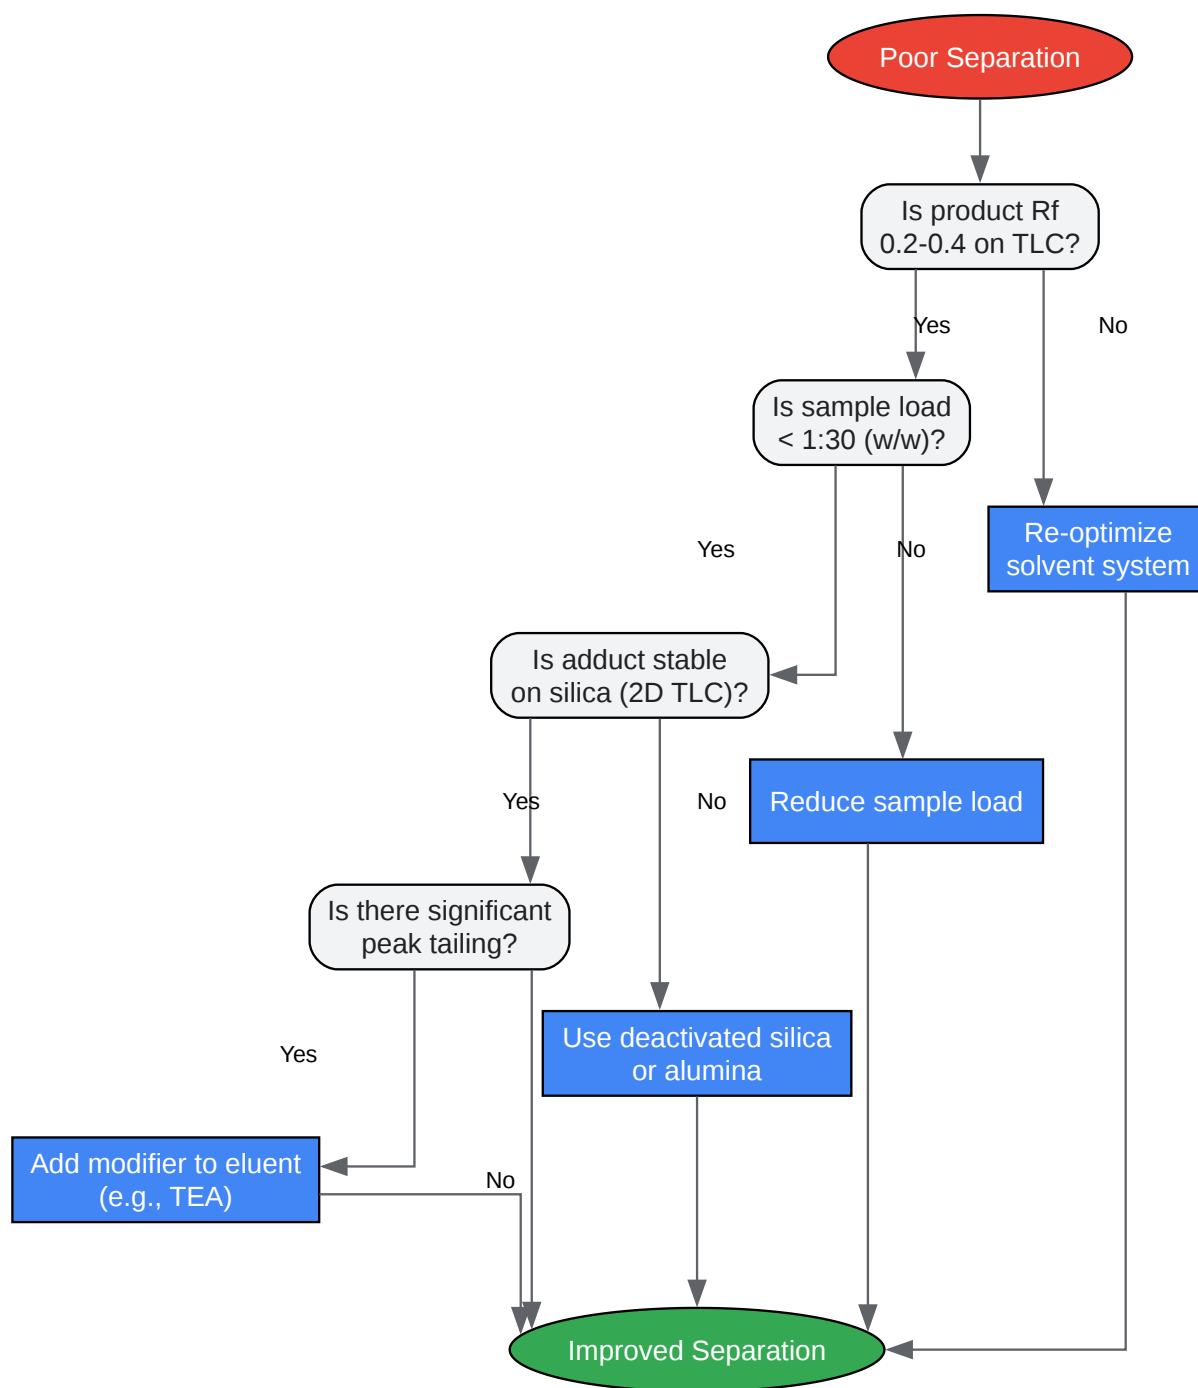 Poor Separation
Is product Rf
0.2-0.4 on TLC?
Yes
No
Is sample load
< 1:30 (w/w)?
Re-optimize
solvent system
Yes
No
Is adduct stable
on silica (2D TLC)?
Yes
No
Reduce sample load
Is there significant
peak tailing?
Use deactivated silica
or alumina
Yes
Add modifier to eluent
(e.g., TEA)
No
Improved Separation